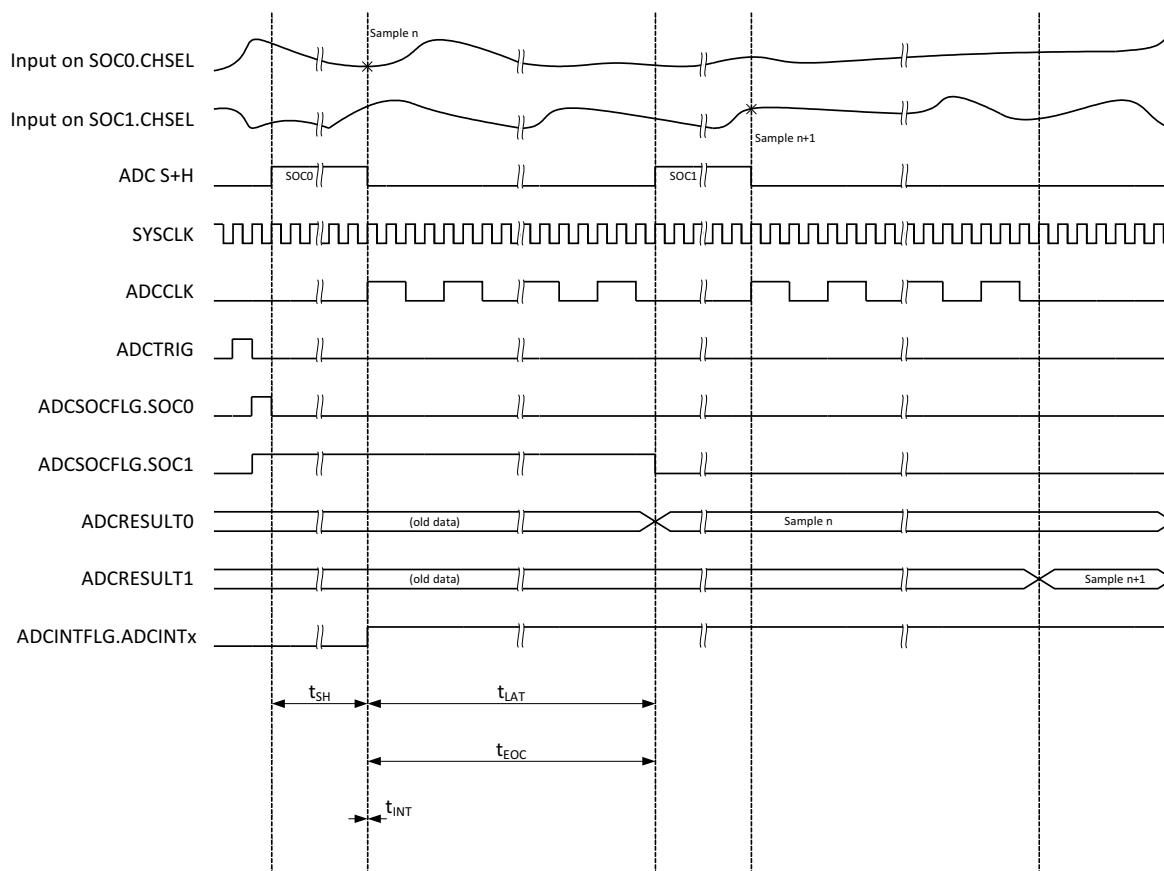 Sample n
Input on SOC0.CHSEL
Input on SOC1.CHSEL
Sample n+1
ADC S+H
SOC0
SOC1
SYSCLK
ADCCLK
ADCTRIG
ADCSOCFLG.SOC0
ADCSOCFLG.SOC1
ADCRESULT0
(old data)
Sample n
ADCRESULT1
(old data)
Sample n+1
ADCINTFLG.ADCINTx
tSH
tLAT
tEOC
tINT